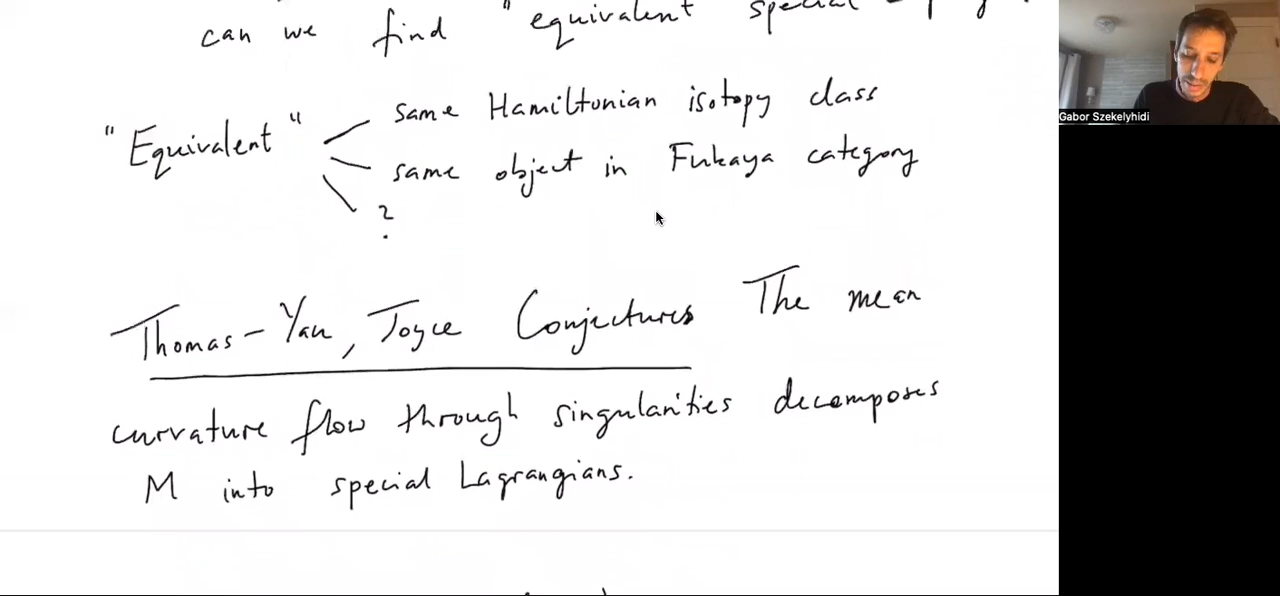 can we find "equivalent special
"Equivalent"
same Hamiltonian isotopy class
same object in Fukaya category
?
Thomas-Yau, Joyce Conjectures The mean
curvature flow through singularities decomposes
M into special Lagrangians.
Gabor Szekelyhidi